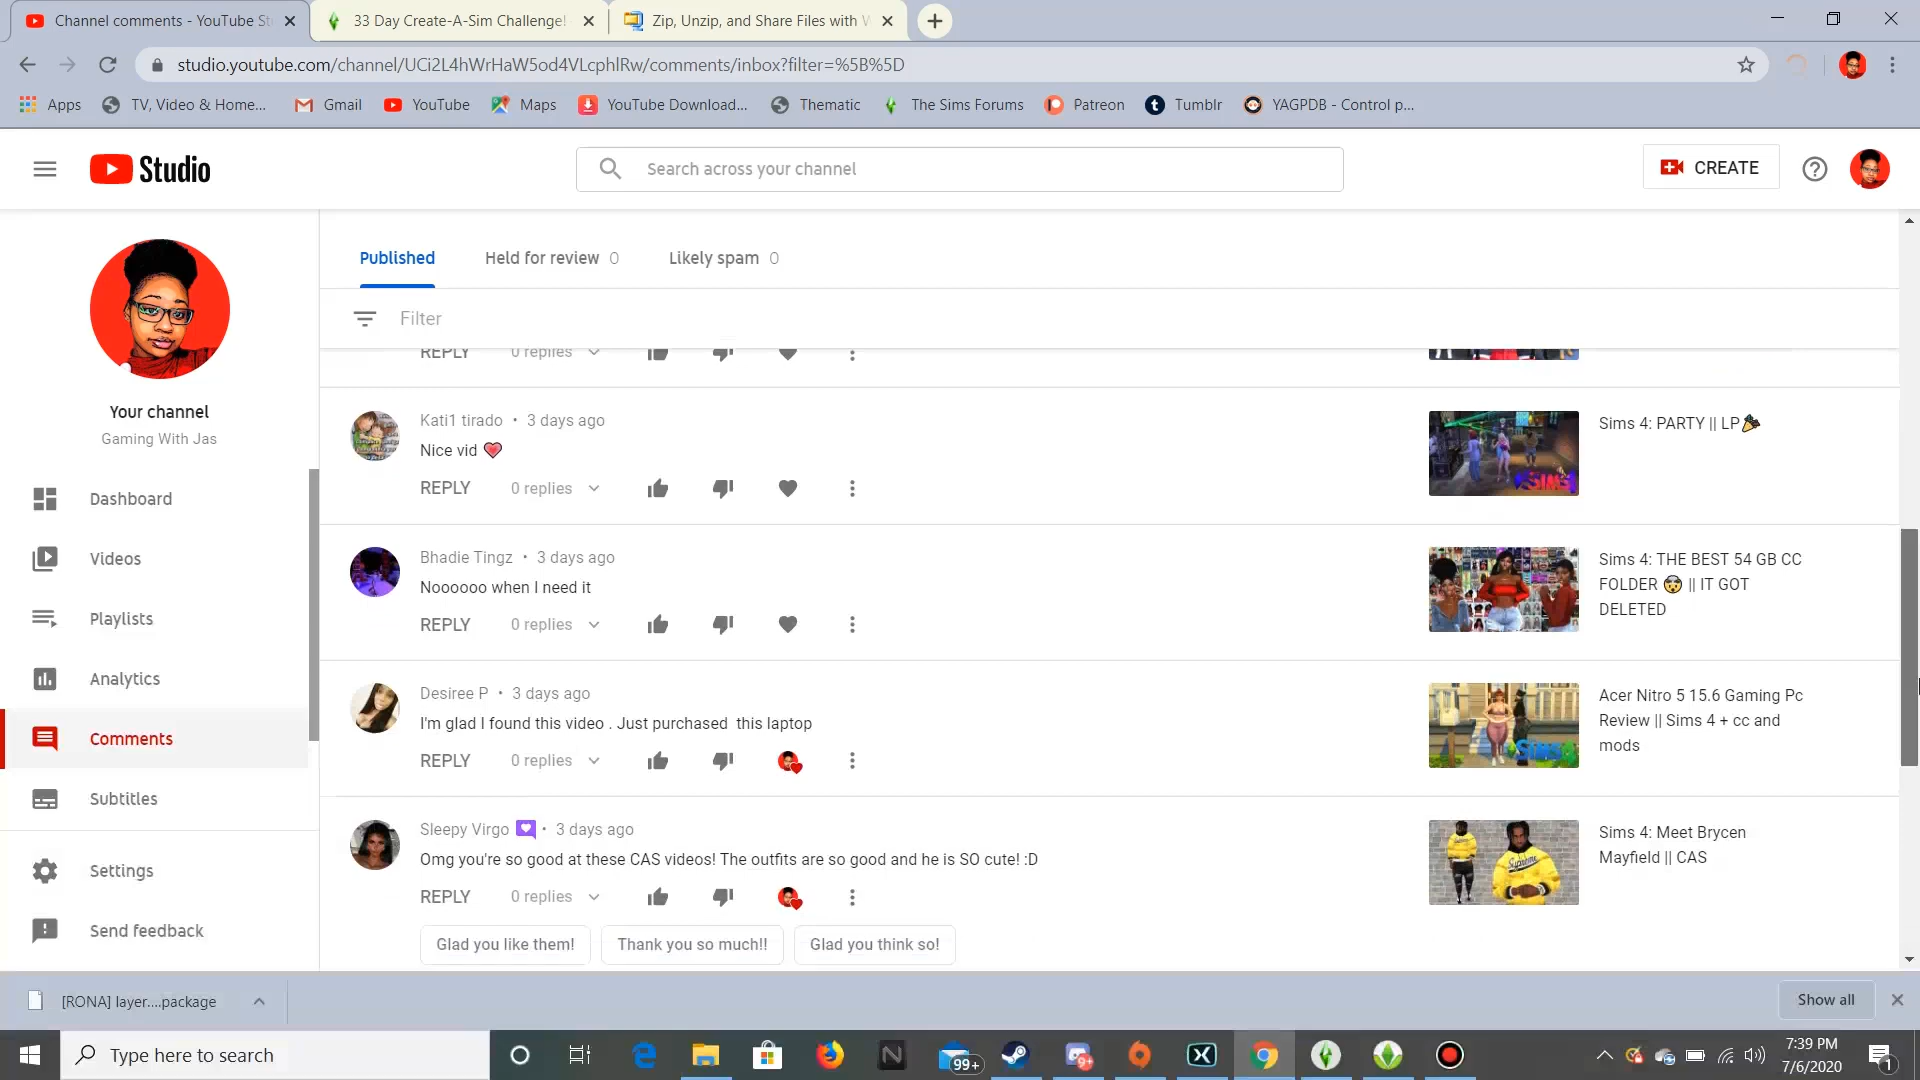 Channel comments - YouTube St
33 Day Create-A-Sim Challenge!
Zip, Unzip, and Share Files with W
studio.youtube.com/channel/UCi2L4hWrHaW5od4VLcphlRw/comments/inbox?filter=%5B%5D
Apps
TV, Video & Home...
Gmail
YouTube
Maps
YouTube Download...
Thematic
The Sims Forums
Patreon
Tumblr
YAGPDB - Control p...
Studio
Search across your channel
CREATE
Published
Held for review 0
Likely spam 0
Filter
Your channel
Gaming With Jas
Dashboard
Videos
Playlists
Analytics
Comments
Subtitles
Settings
Send feedback
REPLY 0 replies
Kati1 tirado • 3 days ago
Nice vid ❤
REPLY 0 replies
Sims 4: PARTY || LP🎉
Bhadie Tingz • 3 days ago
Noooooo when I need it
REPLY 0 replies
Sims 4: THE BEST 54 GB CC
FOLDER 🤯 || IT GOT
DELETED
Desiree P • 3 days ago
I'm glad I found this video . Just purchased this laptop
REPLY 0 replies
Acer Nitro 5 15.6 Gaming Pc
Review || Sims 4 + cc and
mods
Sleepy Virgo • 3 days ago
Omg you're so good at these CAS videos! The outfits are so good and he is SO cute! :D
REPLY 0 replies
Glad you like them!
Thank you so much!!
Glad you think so!
Sims 4: Meet Brycen
Mayfield || CAS
[RONA] layer....package
Show all
Type here to search
99+
9+
7:39 PM
7/6/2020
1